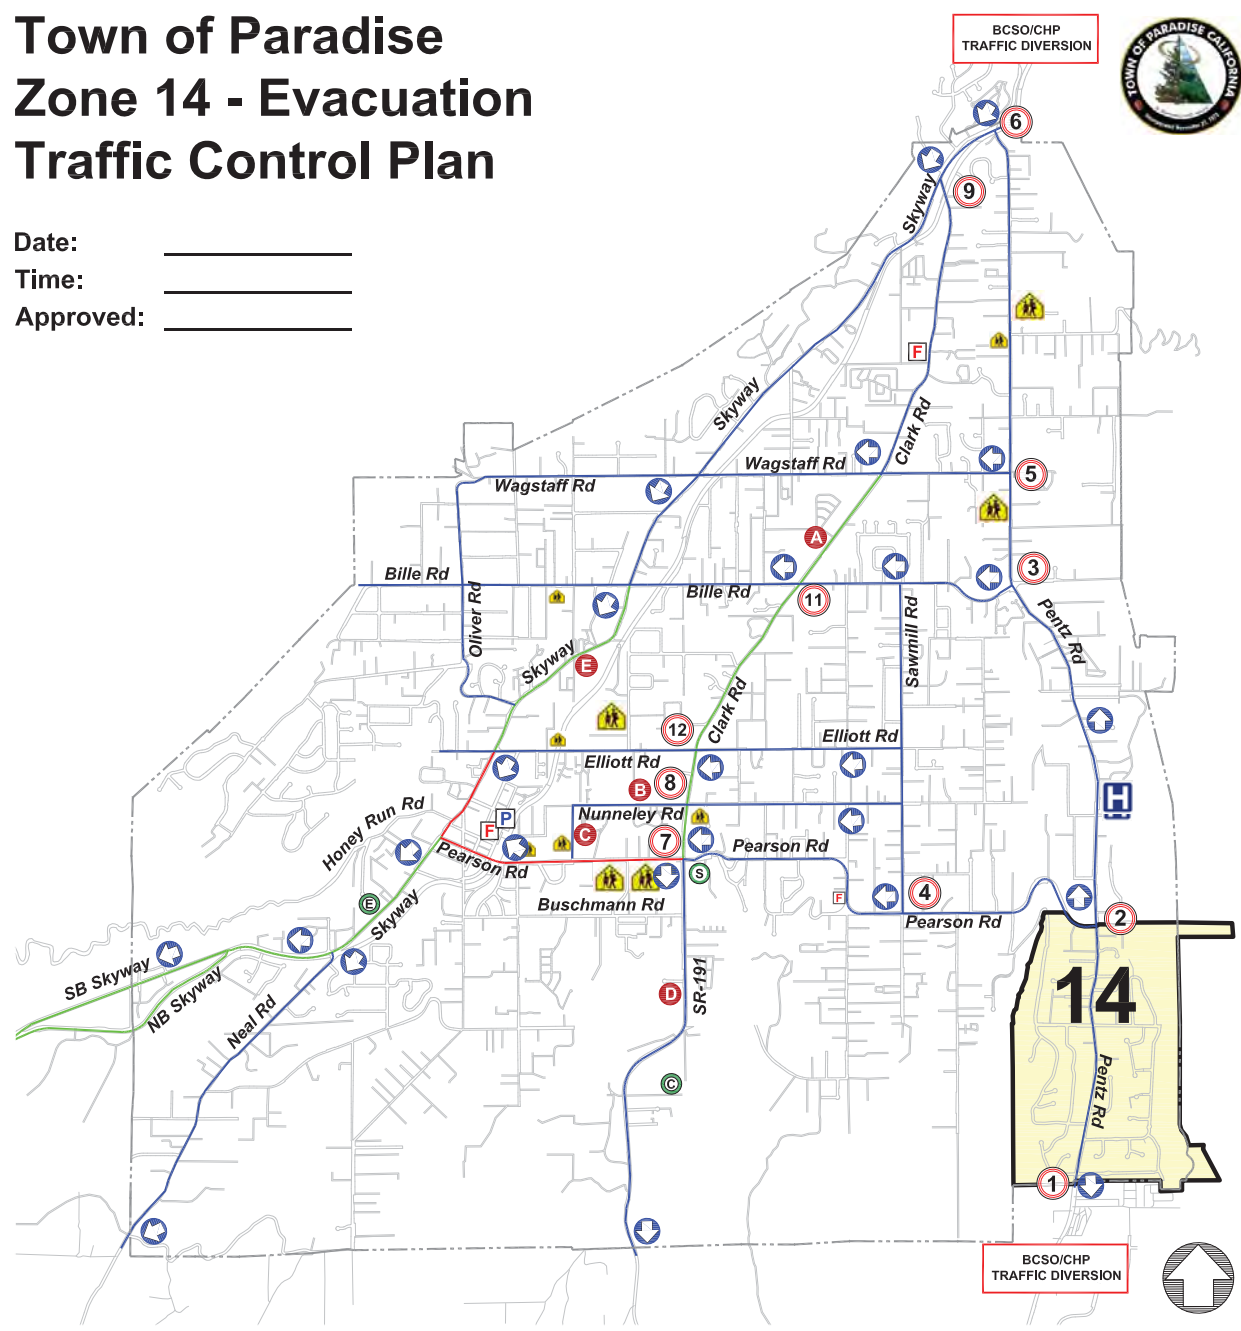 Town of Paradise
Zone 14 - Evacuation
Traffic Control Plan
Date:
Time:
Approved:
BCSO/CHP
TRAFFIC DIVERSION
TOWN OF PARADISE CALIFORNIA
6
9
Skyway
F
Skyway
Clark Rd
Wagstaff Rd
Wagstaff Rd
5
A
Bille Rd
Bille Rd
3
11
Oliver Rd
Sawmill Rd
Pentz Rd
Skyway
E
Clark Rd
12
Elliott Rd
Elliott Rd
8
B
H
Honey Run Rd
Nunneley Rd
P
F
C
7
Pearson Rd
Pearson Rd
S
F
4
E
Buschmann Rd
Skyway
Pearson Rd
2
SB Skyway
NB Skyway
Neal Rd
SR-191
D
14
C
Pentz Rd
1
BCSO/CHP
TRAFFIC DIVERSION